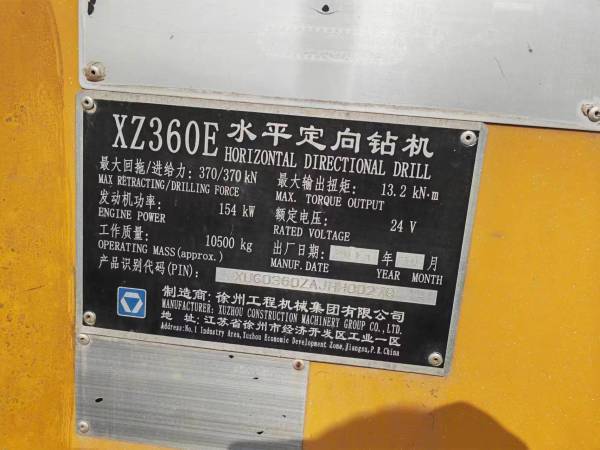 XZ360E 水平定向钻机
HORIZONTAL DIRECTIONAL DRILL
最大回拖/进给力: 370/370 kN
MAX RETRACTING/DRILLING FORCE
最大输出扭矩: 13.2 kN·m
MAX. TORQUE OUTPUT
发动机功率: 154 kW
ENGINE POWER
额定电压: 24 V
RATED VOLTAGE
工作质量: 10500 kg
OPERATING MASS(approx.)
出厂日期: 年 月
MANUF. DATE YEAR MONTH
产品识别代码(PIN):
制造商: 徐州工程机械集团有限公司
MANUFACTURER: XUZHOU CONSTRUCTION MACHINERY GROUP CO., LTD.
地 址: 江苏省徐州市经济开发区工业一区
Address: No.1 Industry Area, Xuzhou Economic Development Zone, Jiangsu, P.R.China